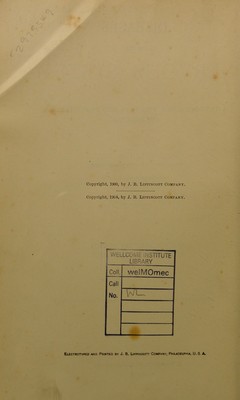 Copyright, 1900, by J. B. Lippincott Company.
Copyright, 1904, by J. B. Lippincott Company.
WELLCOME INSTITUTE
LIBRARY
Coll. welMOmec
Call
No. WL
Electrotyped and Printed by J. B. Lippincott Company, Philadelphia, U. S. A.